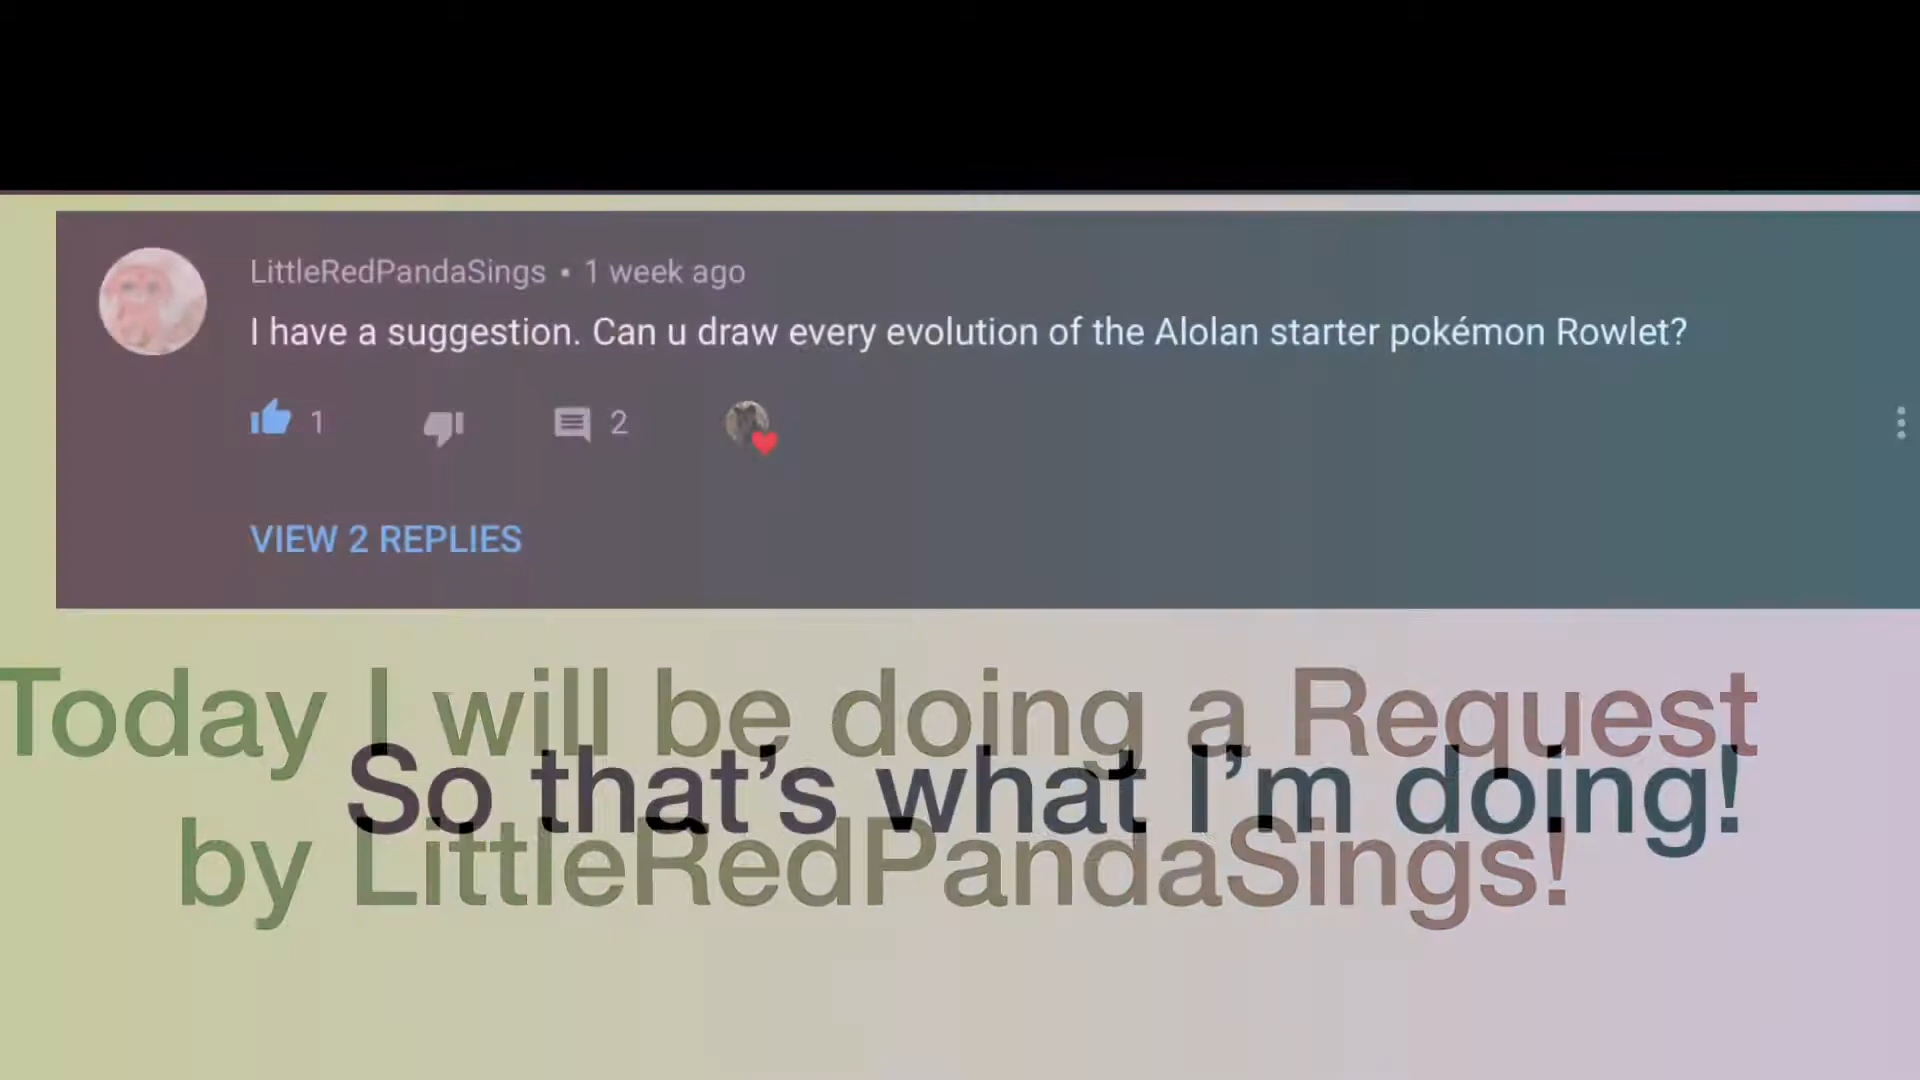 LittleRedPandaSings • 1 week ago
I have a suggestion. Can u draw every evolution of the Alolan starter pokémon Rowlet?
1 2
VIEW 2 REPLIES
Today I will be doing a Request
So that’s what I’m doing!
by LittleRedPandaSings!